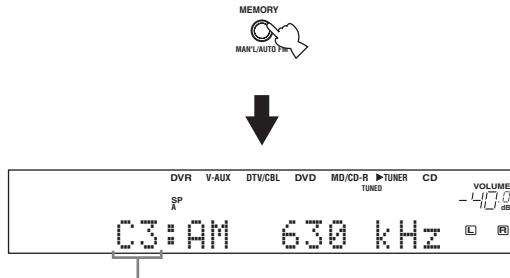 MEMORY
MAN'L/AUTO FM
DVR V-AUX DTV/CBL DVD MD/CD-R ▶TUNER CD
TUNED
VOLUME
SP
A
-40.0
dB
C3:AM 630 kHz
L R